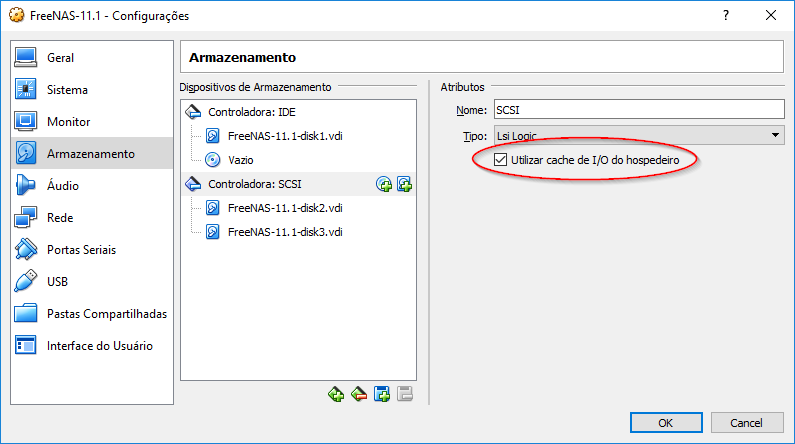 FreeNAS-11.1 - Configurações
?
Geral
Sistema
Monitor
Armazenamento
Áudio
Rede
Portas Seriais
USB
Pastas Compartilhadas
Interface do Usuário
Armazenamento
Dispositivos de Armazenamento
Controladora: IDE
FreeNAS-11.1-disk1.vdi
Vazio
Controladora: SCSI
FreeNAS-11.1-disk2.vdi
FreeNAS-11.1-disk3.vdi
Atributos
Nome: SCSI
Tipo: Lsi Logic
Utilizar cache de I/O do hospedeiro
OK
Cancel